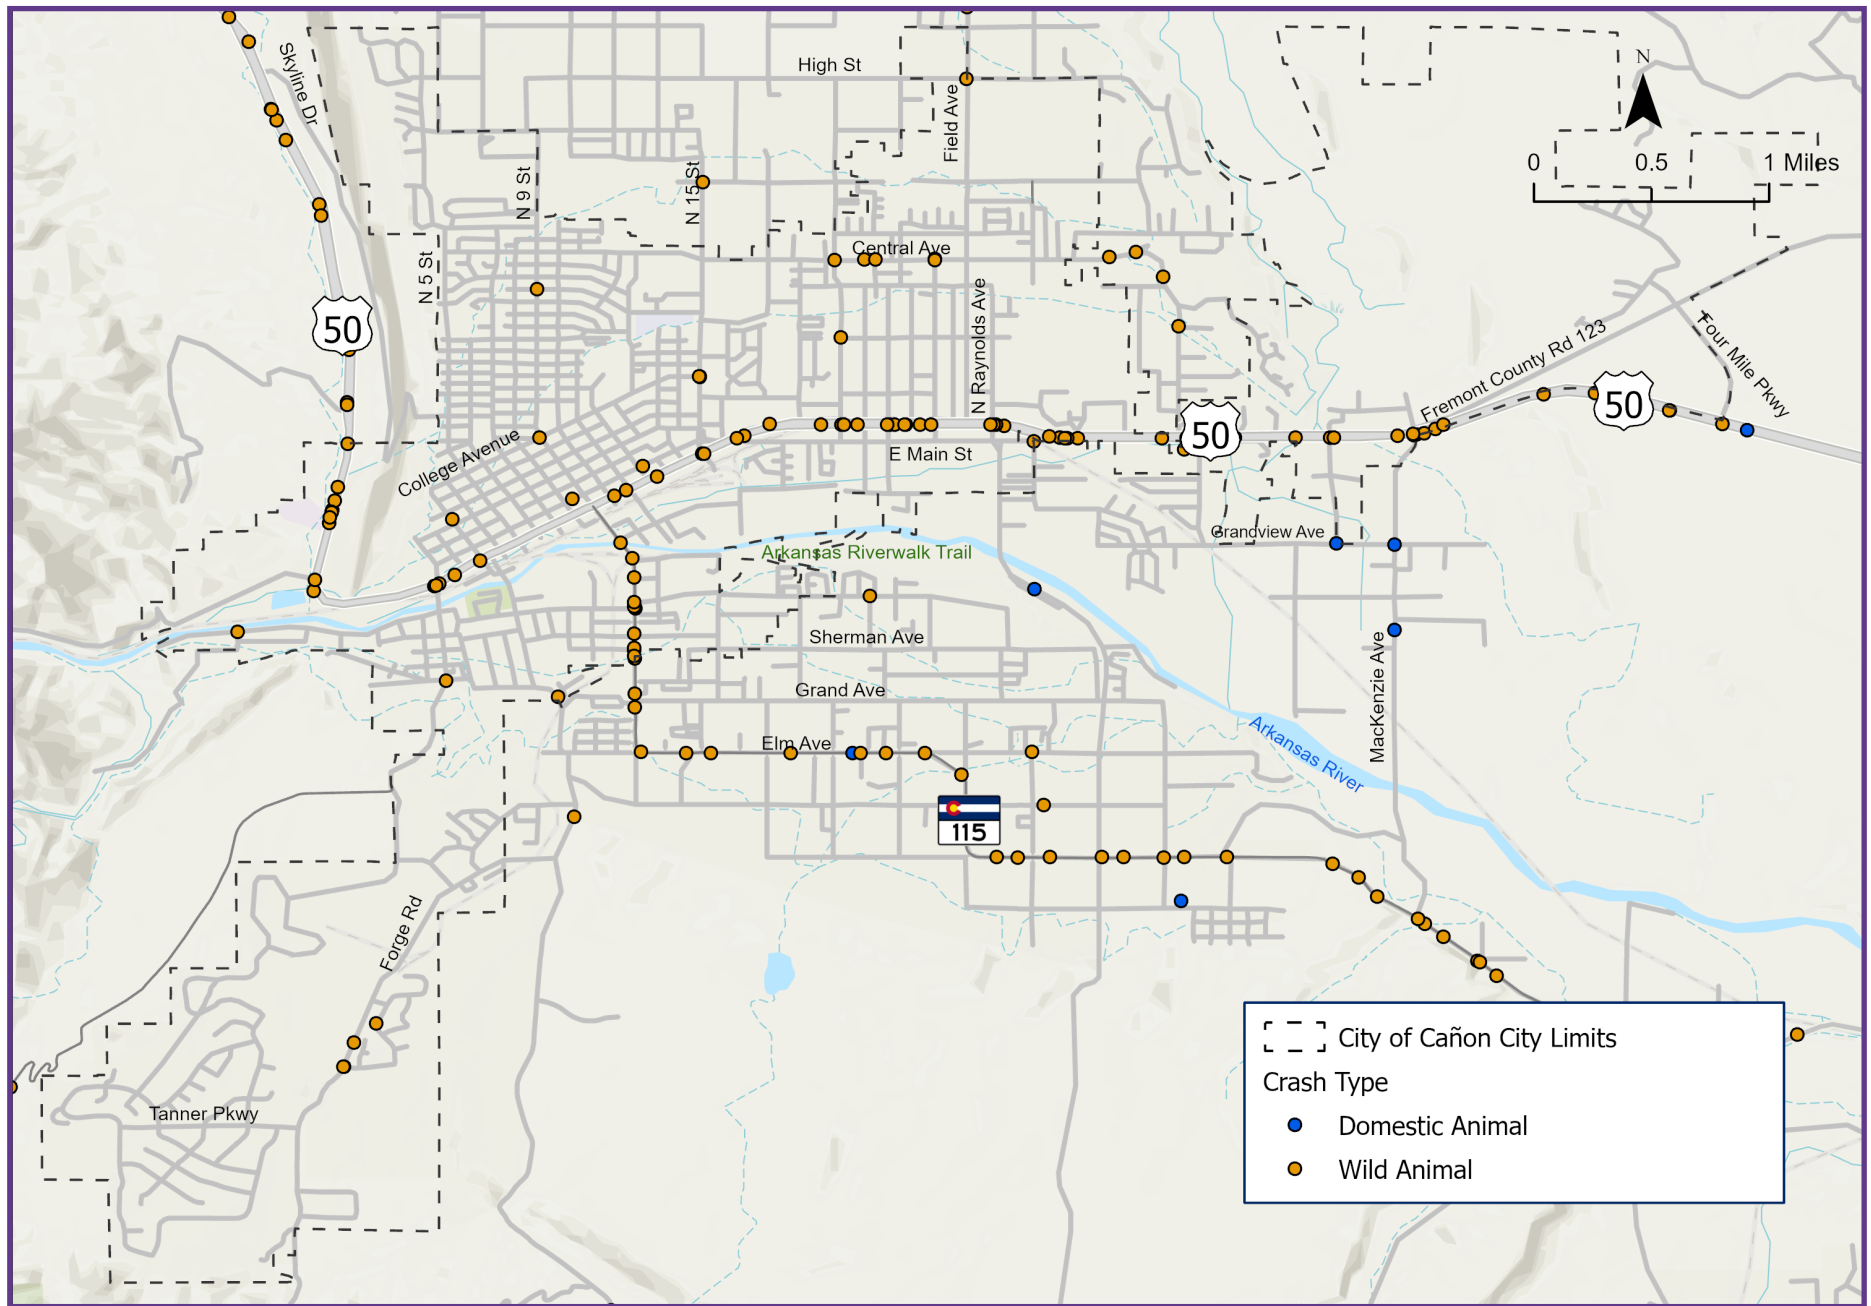 High St
Skyline Dr
Field Ave
N
0 0.5 1 Miles
N 9 St
N 15 St
Central Ave
N 5 St
50
N Raynolds Ave
Fremont County Rd 123
Four Mile Pkwy
50
50
College Avenue
E Main St
Grandview Ave
Arkansas Riverwalk Trail
Sherman Ave
MacKenzie Ave
Grand Ave
Elm Ave
Arkansas River
115
Forge Rd
Tanner Pkwy
City of Cañon City Limits
Crash Type
Domestic Animal
Wild Animal